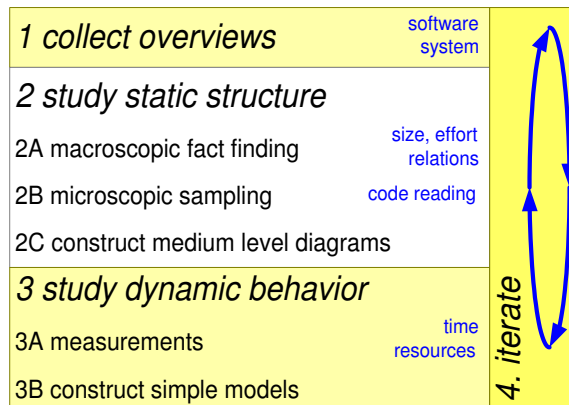 1 collect overviews
software
system
2 study static structure
2A macroscopic fact finding
size, effort
relations
2B microscopic sampling
code reading
2C construct medium level diagrams
3 study dynamic behavior
3A measurements
time
resources
3B construct simple models
4. iterate